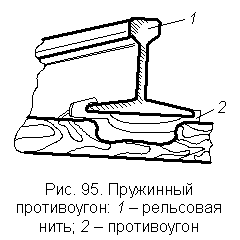 1
2
Рис. 95. Пружинный
противоугон: 1 – рельсовая
нить; 2 – противоугон